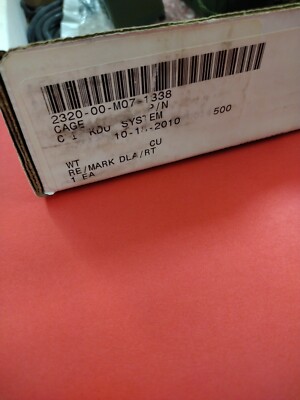 2320-00-M07-1338
CAGE P/N
KDU SYSTEM 500
10-1 -2010
WT CU
RE/MARK DLA/RT
1 EA